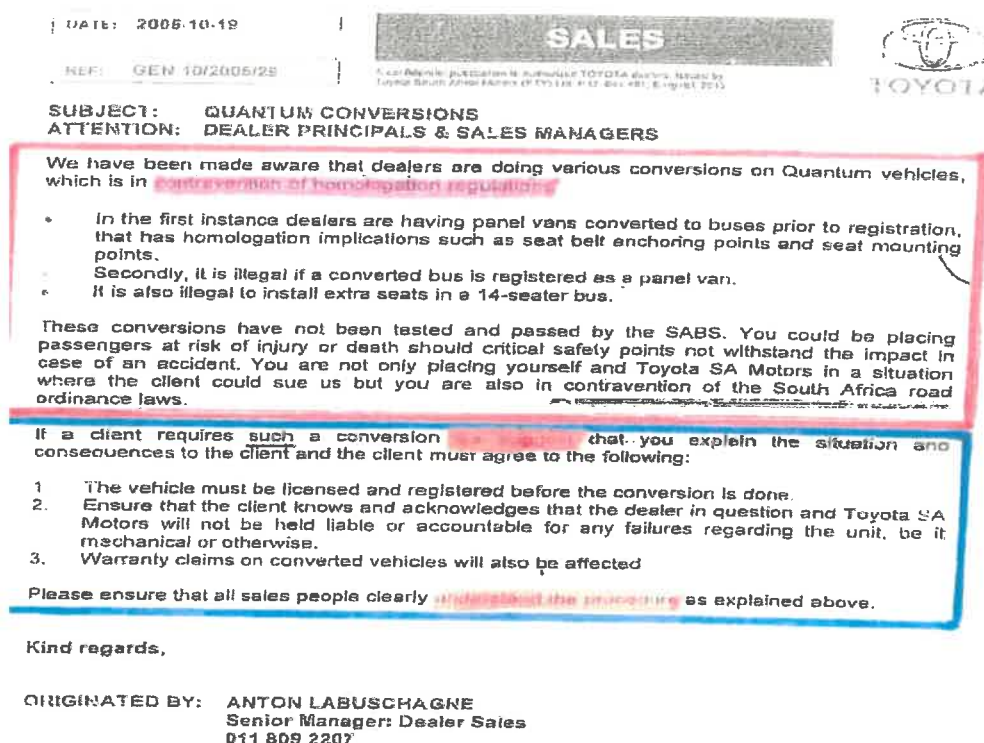 DATE: 2005-10-19
SALES
REF: GEN 10/2005/29
TOYOTA
SUBJECT: QUANTUM CONVERSIONS
ATTENTION: DEALER PRINCIPALS & SALES MANAGERS
We have been made aware that dealers are doing various conversions on Quantum vehicles,
which is in contravention of homologation regulations
• In the first instance dealers are having panel vans converted to buses prior to registration,
that has homologation implications such as seat belt anchoring points and seat mounting
points.
• Secondly, it is illegal if a converted bus is registered as a panel van.
• It is also illegal to install extra seats in a 14-seater bus.
These conversions have not been tested and passed by the SABS. You could be placing
passengers at risk of injury or death should critical safety points not withstand the impact in
case of an accident. You are not only placing yourself and Toyota SA Motors in a situation
where the client could sue us but you are also in contravention of the South Africa road
ordinance laws.
If a client requires such a conversion we suggest that you explain the situation and
consequences to the client and the client must agree to the following:
1 The vehicle must be licensed and registered before the conversion is done.
2. Ensure that the client knows and acknowledges that the dealer in question and Toyota SA
Motors will not be held liable or accountable for any failures regarding the unit, be it
mechanical or otherwise.
3. Warranty claims on converted vehicles will also be affected
Please ensure that all sales people clearly understand the procedure as explained above.
Kind regards,
ORIGINATED BY: ANTON LABUSCHAGNE
Senior Manager: Dealer Sales
011 809 2207